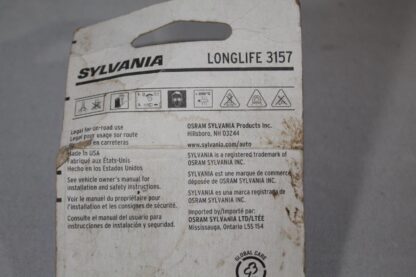 SYLVANIA LONGLIFE 3157
Legal for on-road use
Legal pour usage sur route
en carreteras
Made in USA
Fabriqué aux États-Unis
Hecho en los Estados Unidos
See vehicle owner's manual for
installation and safety instructions.
Voir le manuel du propriétaire pour
l'installation et les consignes de sécurité.
Consulte el manual del usuario para
instrucciones de instalación y seguridad.
OSRAM SYLVANIA Products Inc.
Hillsboro, NH 03244
www.sylvania.com/auto
SYLVANIA is a registered trademark of
OSRAM SYLVANIA INC.
SYLVANIA est une marque de commerce
déposée de OSRAM SYLVANIA INC.
SYLVANIA es una marca registrada
de OSRAM SYLVANIA INC.
Imported by/Importé par:
OSRAM SYLVANIA LTD/LTÉE
Mississauga, Ontario L5S 1S4
GLOBAL CARE